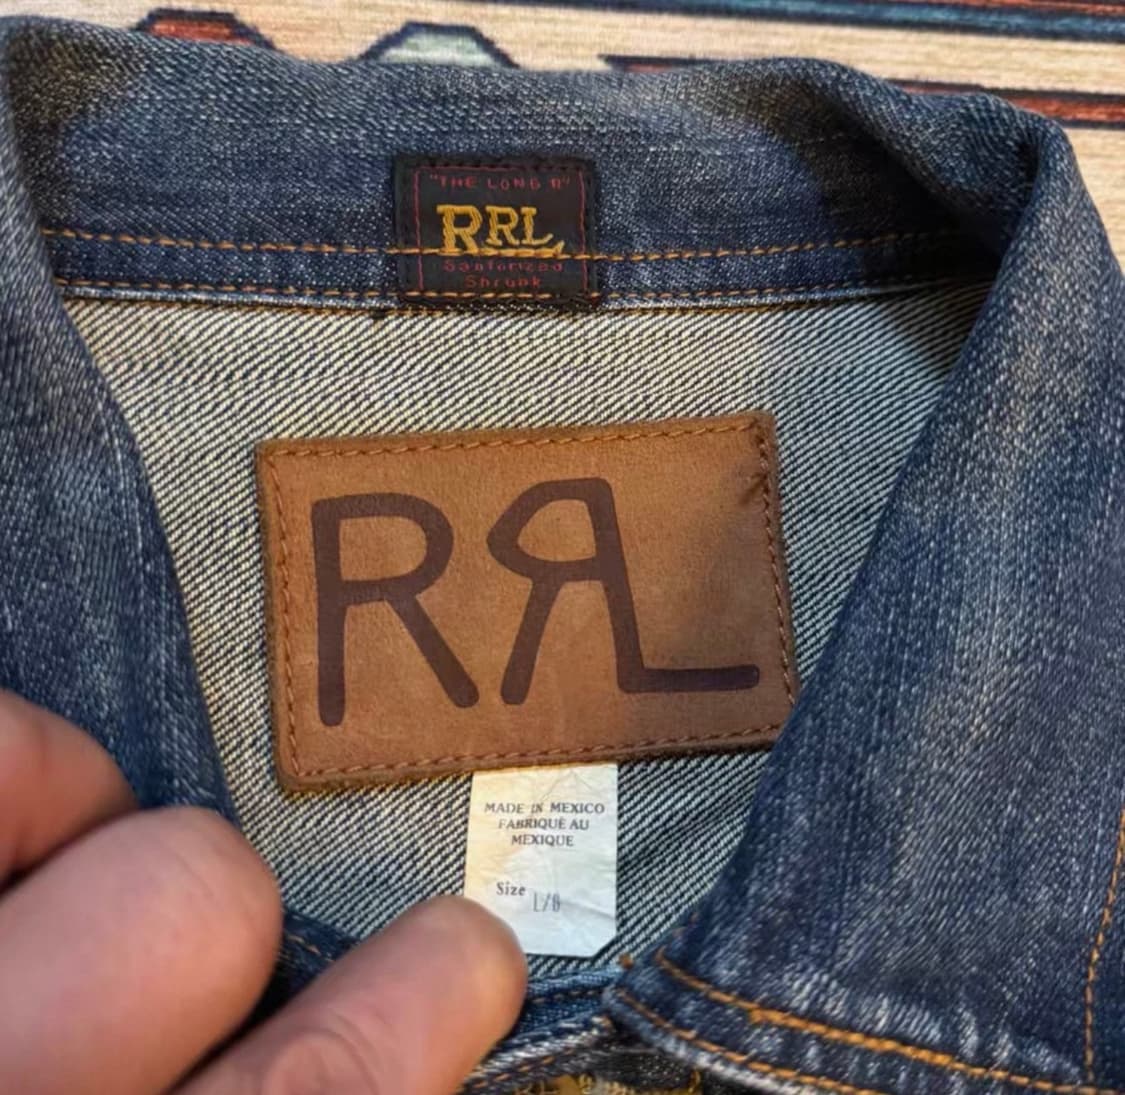 "THE LONG R"
RRL
Sanforized
Shrunk
RRL
MADE IN MEXICO
FABRIQUÉ AU
MEXIQUE
Size L/G